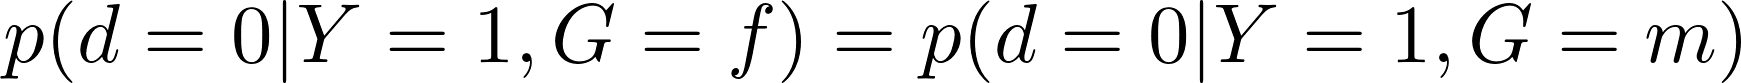 p(d = 0|Y = 1, G = f) = p(d = 0|Y = 1, G = m)